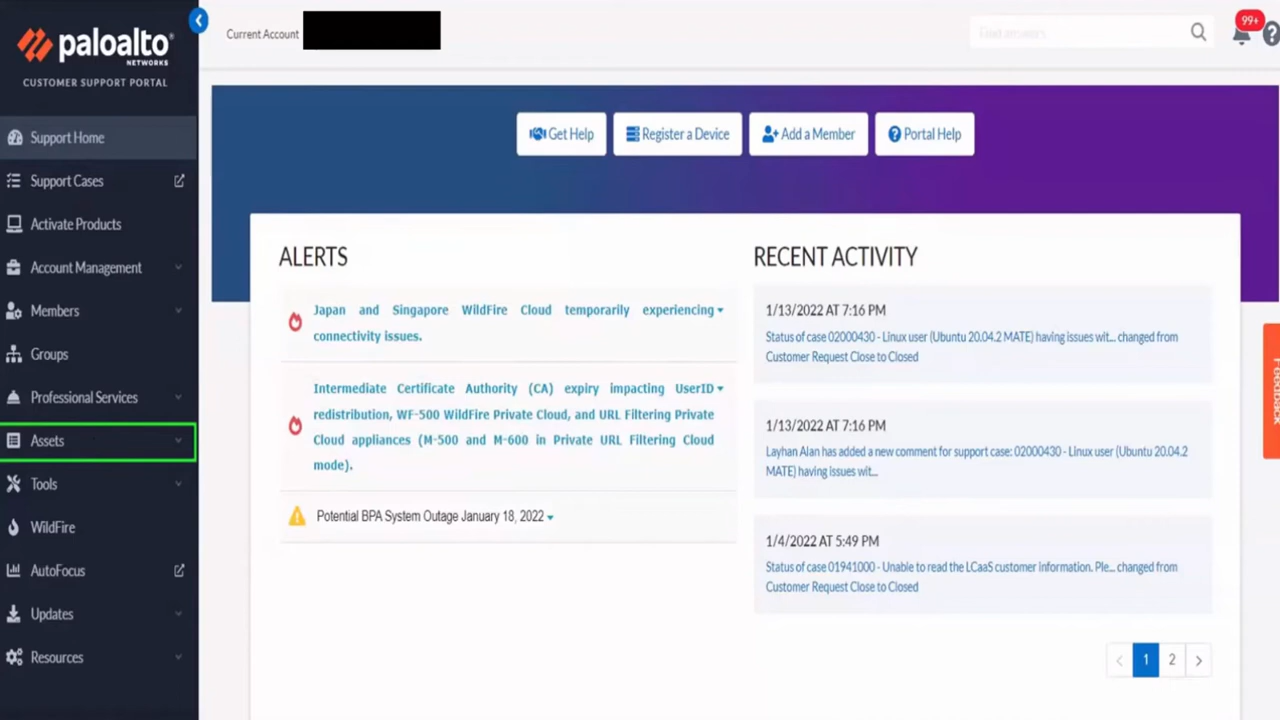 paloalto
NETWORKS
CUSTOMER SUPPORT PORTAL
Support Home
Support Cases
Activate Products
Account Management
Members
Groups
Professional Services
Assets
Tools
WildFire
AutoFocus
Updates
Resources
Current Account
Find answers
99+
Get Help
Register a Device
Add a Member
Portal Help
ALERTS
Japan and Singapore WildFire Cloud temporarily experiencing
connectivity issues.
Intermediate Certificate Authority (CA) expiry impacting UserID
redistribution, WF-500 WildFire Private Cloud, and URL Filtering Private
Cloud appliances (M-500 and M-600 in Private URL Filtering Cloud
mode).
Potential BPA System Outage January 18, 2022
RECENT ACTIVITY
1/13/2022 AT 7:16 PM
Status of case 02000430 - Linux user (Ubuntu 20.04.2 MATE) having issues wit... changed from
Customer Request Close to Closed
1/13/2022 AT 7:16 PM
Layhan Alan has added a new comment for support case: 02000430 - Linux user (Ubuntu 20.04.2
MATE) having issues wit...
1/4/2022 AT 5:49 PM
Status of case 01941000 - Unable to read the LCaaS customer information. Ple... changed from
Customer Request Close to Closed
1
2
Feedback